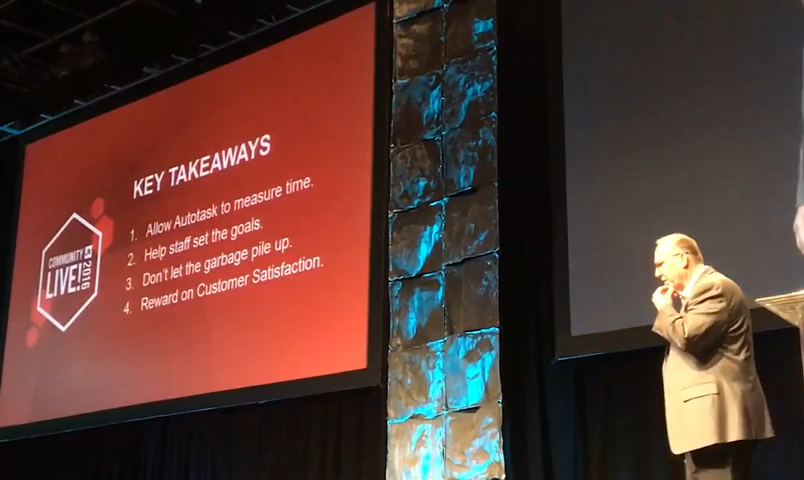 KEY TAKEAWAYS
1. Allow Autotask to measure time.
2. Help staff set the goals.
3. Don't let the garbage pile up.
4. Reward on Customer Satisfaction.
COMMUNITY
LIVE! 2016